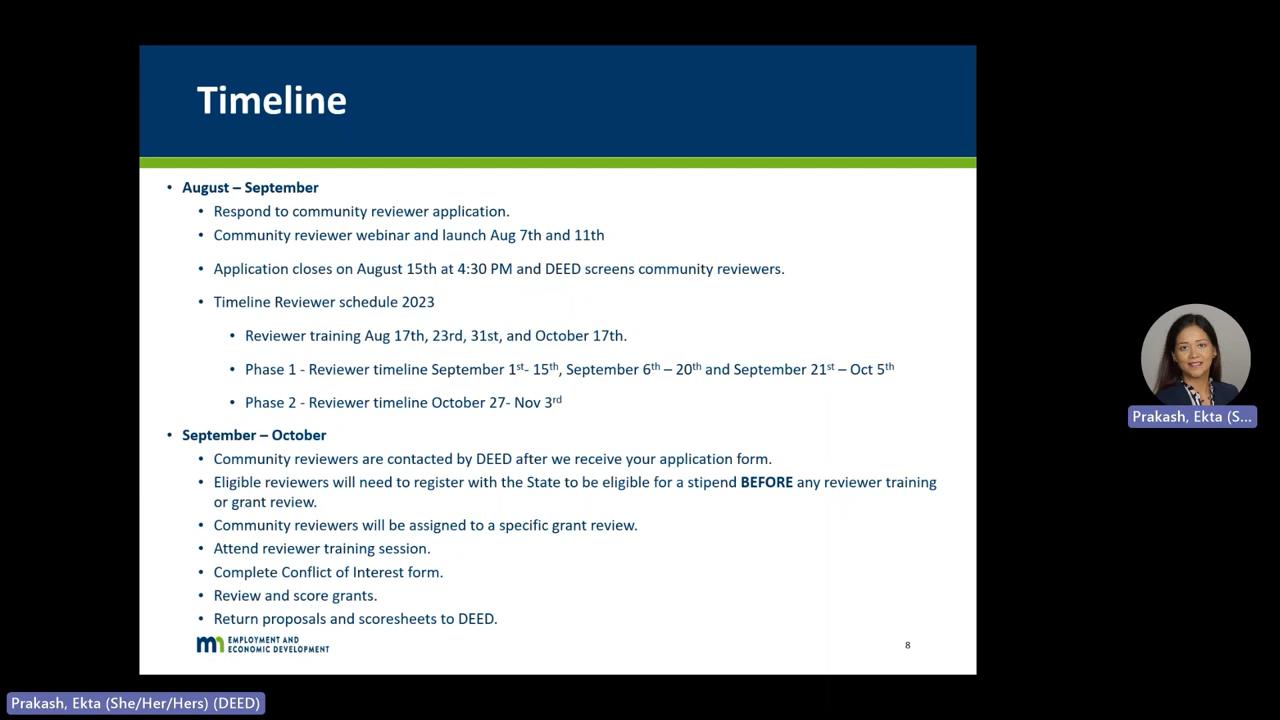 Timeline
• August – September
• Respond to community reviewer application.
• Community reviewer webinar and launch Aug 7th and 11th
• Application closes on August 15th at 4:30 PM and DEED screens community reviewers.
• Timeline Reviewer schedule 2023
• Reviewer training Aug 17th, 23rd, 31st, and October 17th.
• Phase 1 - Reviewer timeline September 1st- 15th, September 6th – 20th and September 21st – Oct 5th
• Phase 2 - Reviewer timeline October 27- Nov 3rd
• September – October
• Community reviewers are contacted by DEED after we receive your application form.
• Eligible reviewers will need to register with the State to be eligible for a stipend BEFORE any reviewer training
or grant review.
• Community reviewers will be assigned to a specific grant review.
• Attend reviewer training session.
• Complete Conflict of Interest form.
• Review and score grants.
• Return proposals and scoresheets to DEED.
mn EMPLOYMENT AND
ECONOMIC DEVELOPMENT
8
Prakash, Ekta (S...
Prakash, Ekta (She/Her/Hers) (DEED)